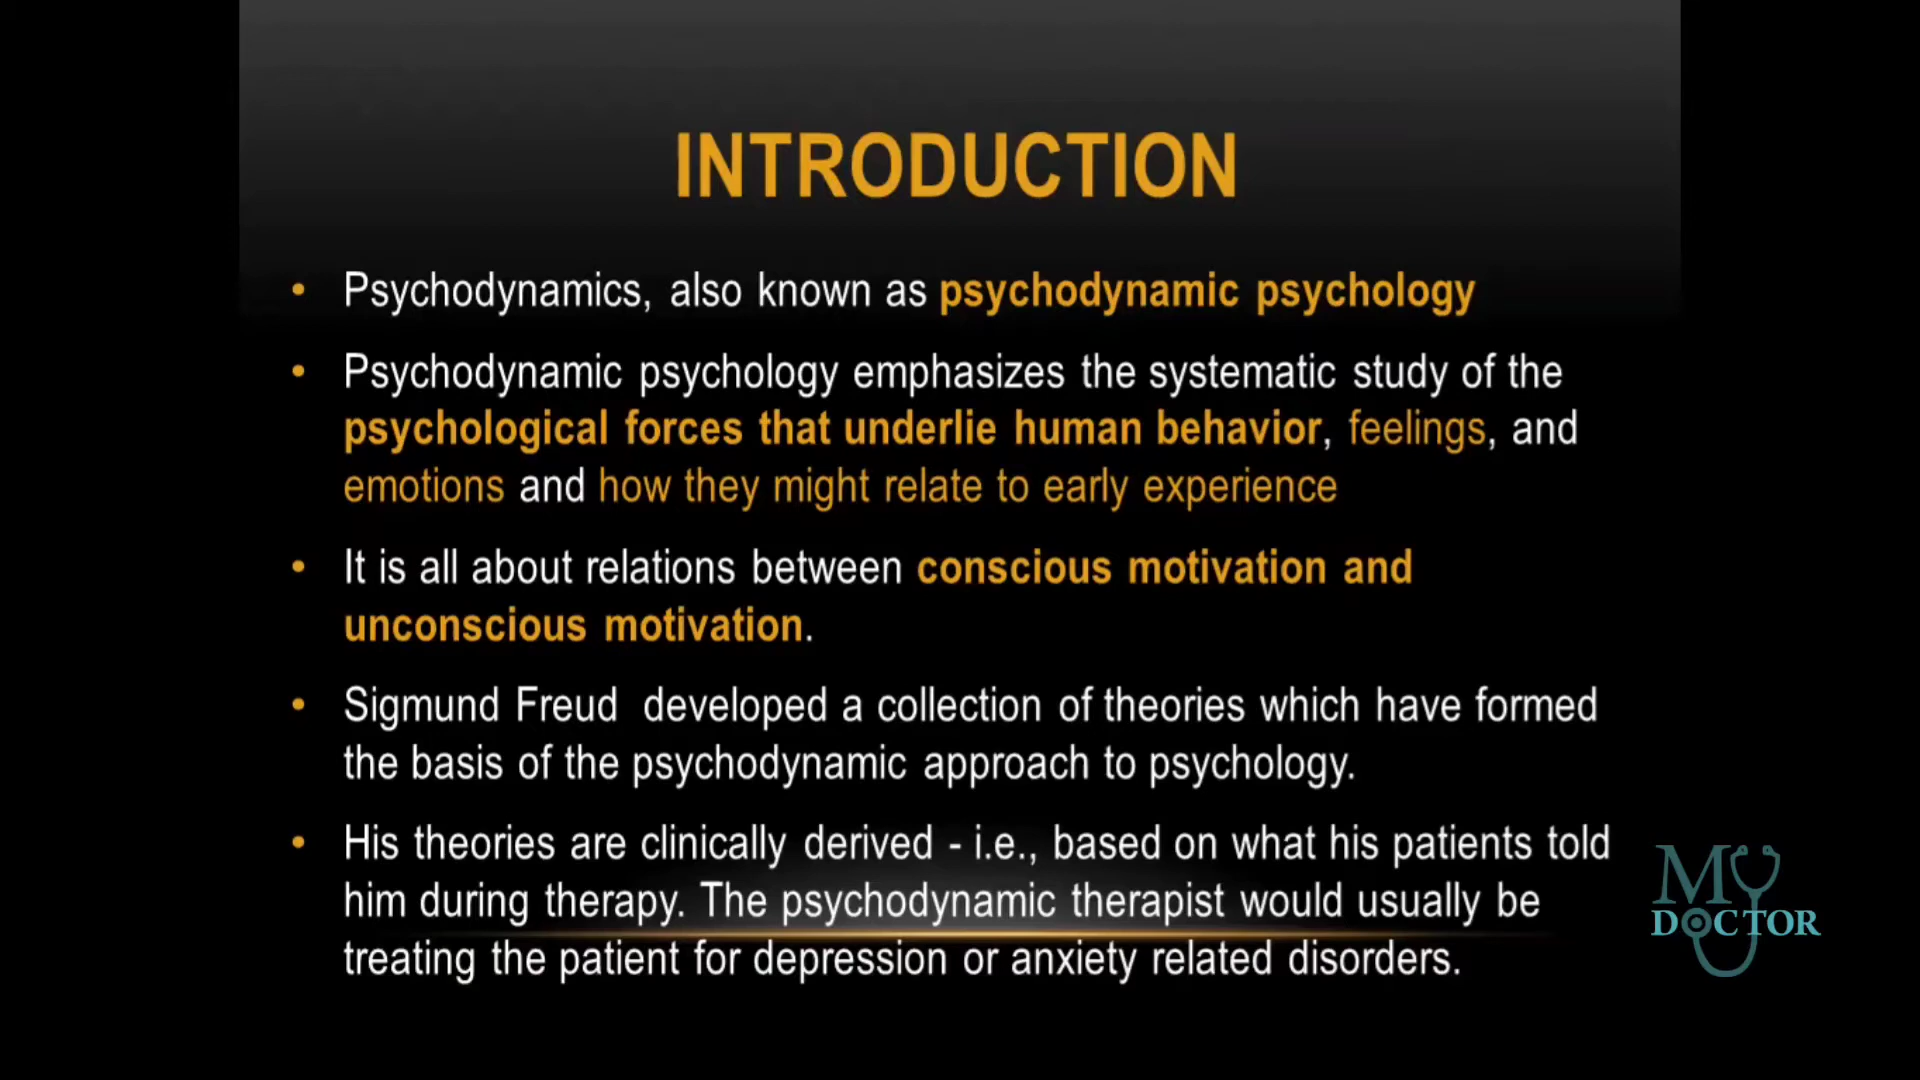 INTRODUCTION
• Psychodynamics, also known as psychodynamic psychology
• Psychodynamic psychology emphasizes the systematic study of the
psychological forces that underlie human behavior, feelings, and
emotions and how they might relate to early experience
• It is all about relations between conscious motivation and
unconscious motivation.
• Sigmund Freud developed a collection of theories which have formed
the basis of the psychodynamic approach to psychology.
• His theories are clinically derived - i.e., based on what his patients told
him during therapy. The psychodynamic therapist would usually be
treating the patient for depression or anxiety related disorders.
MY
DOCTOR